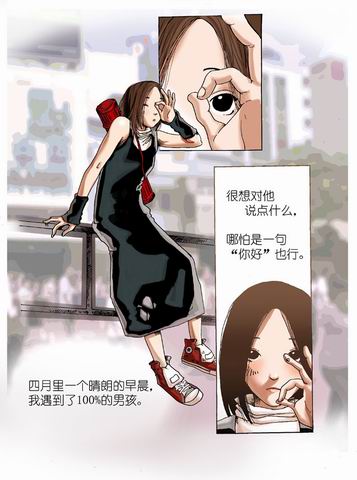 很想对他
说点什么,
哪怕是一句
“你好”也行。
四月里一个晴朗的早晨,
我遇到了100%的男孩。